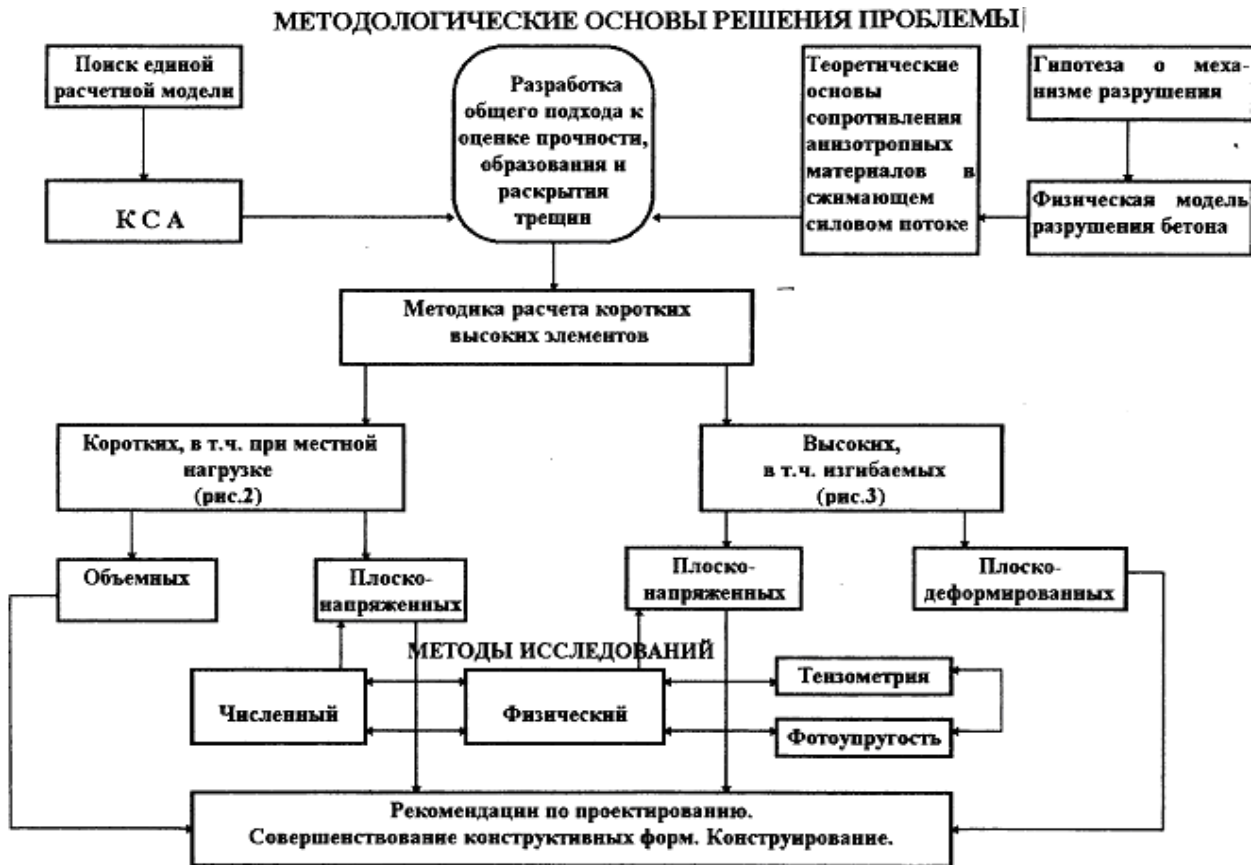 МЕТОДОЛОГИЧЕСКИЕ ОСНОВЫ РЕШЕНИЯ ПРОБЛЕМЫ
Поиск единой
расчетной модели
К С А
Разработка
общего подхода к
оценке прочности,
образования и
раскрытия
трещин
Теоретические
основы
сопротивления
анизотропных
материалов в
сжимающем
силовом потоке
Гипотеза о меха-
низме разрушения
Физическая модель
разрушения бетона
Методика расчета коротких
высоких элементов
Коротких, в т.ч. при местной
нагрузке
(рис.2)
Высоких,
в т.ч. изгибаемых
(рис.3)
Объемных
Плоско-
напряженных
Плоско-
напряженных
Плоско-
деформированных
МЕТОДЫ ИССЛЕДОВАНИЙ
Численный
Физический
Тензометрия
Фотоупругость
Рекомендации по проектированию.
Совершенствование конструктивных форм. Конструирование.